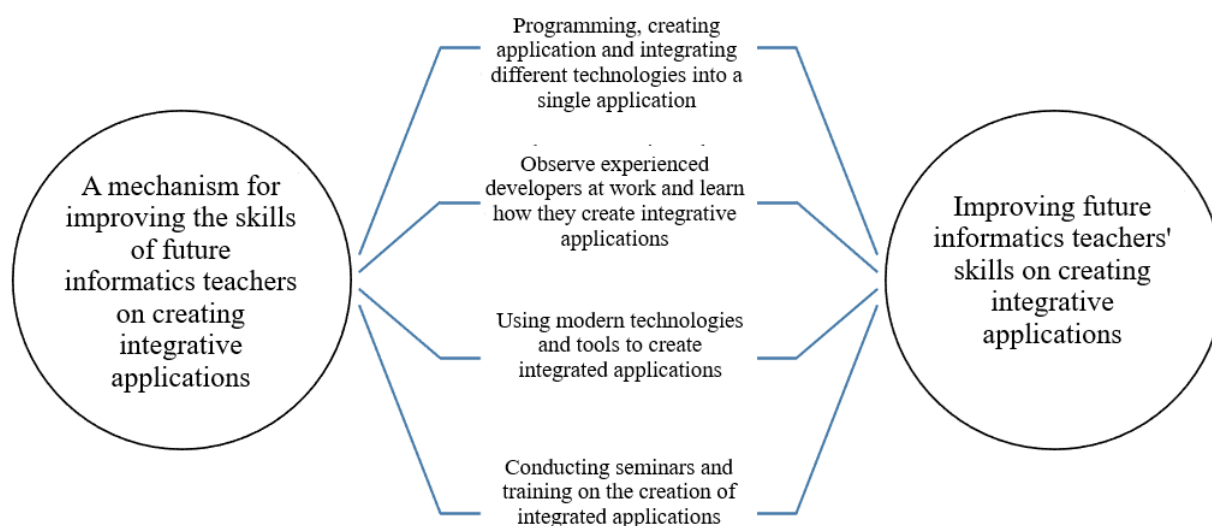 A mechanism for
improving the skills
of future
informatics teachers
on creating
integrative
applications
Programming, creating
application and integrating
different technologies into a
single application
Observe experienced
developers at work and learn
how they create integrative
applications
Using modern technologies
and tools to create
integrated applications
Conducting seminars and
training on the creation of
integrated applications
Improving future
informatics teachers'
skills on creating
integrative
applications